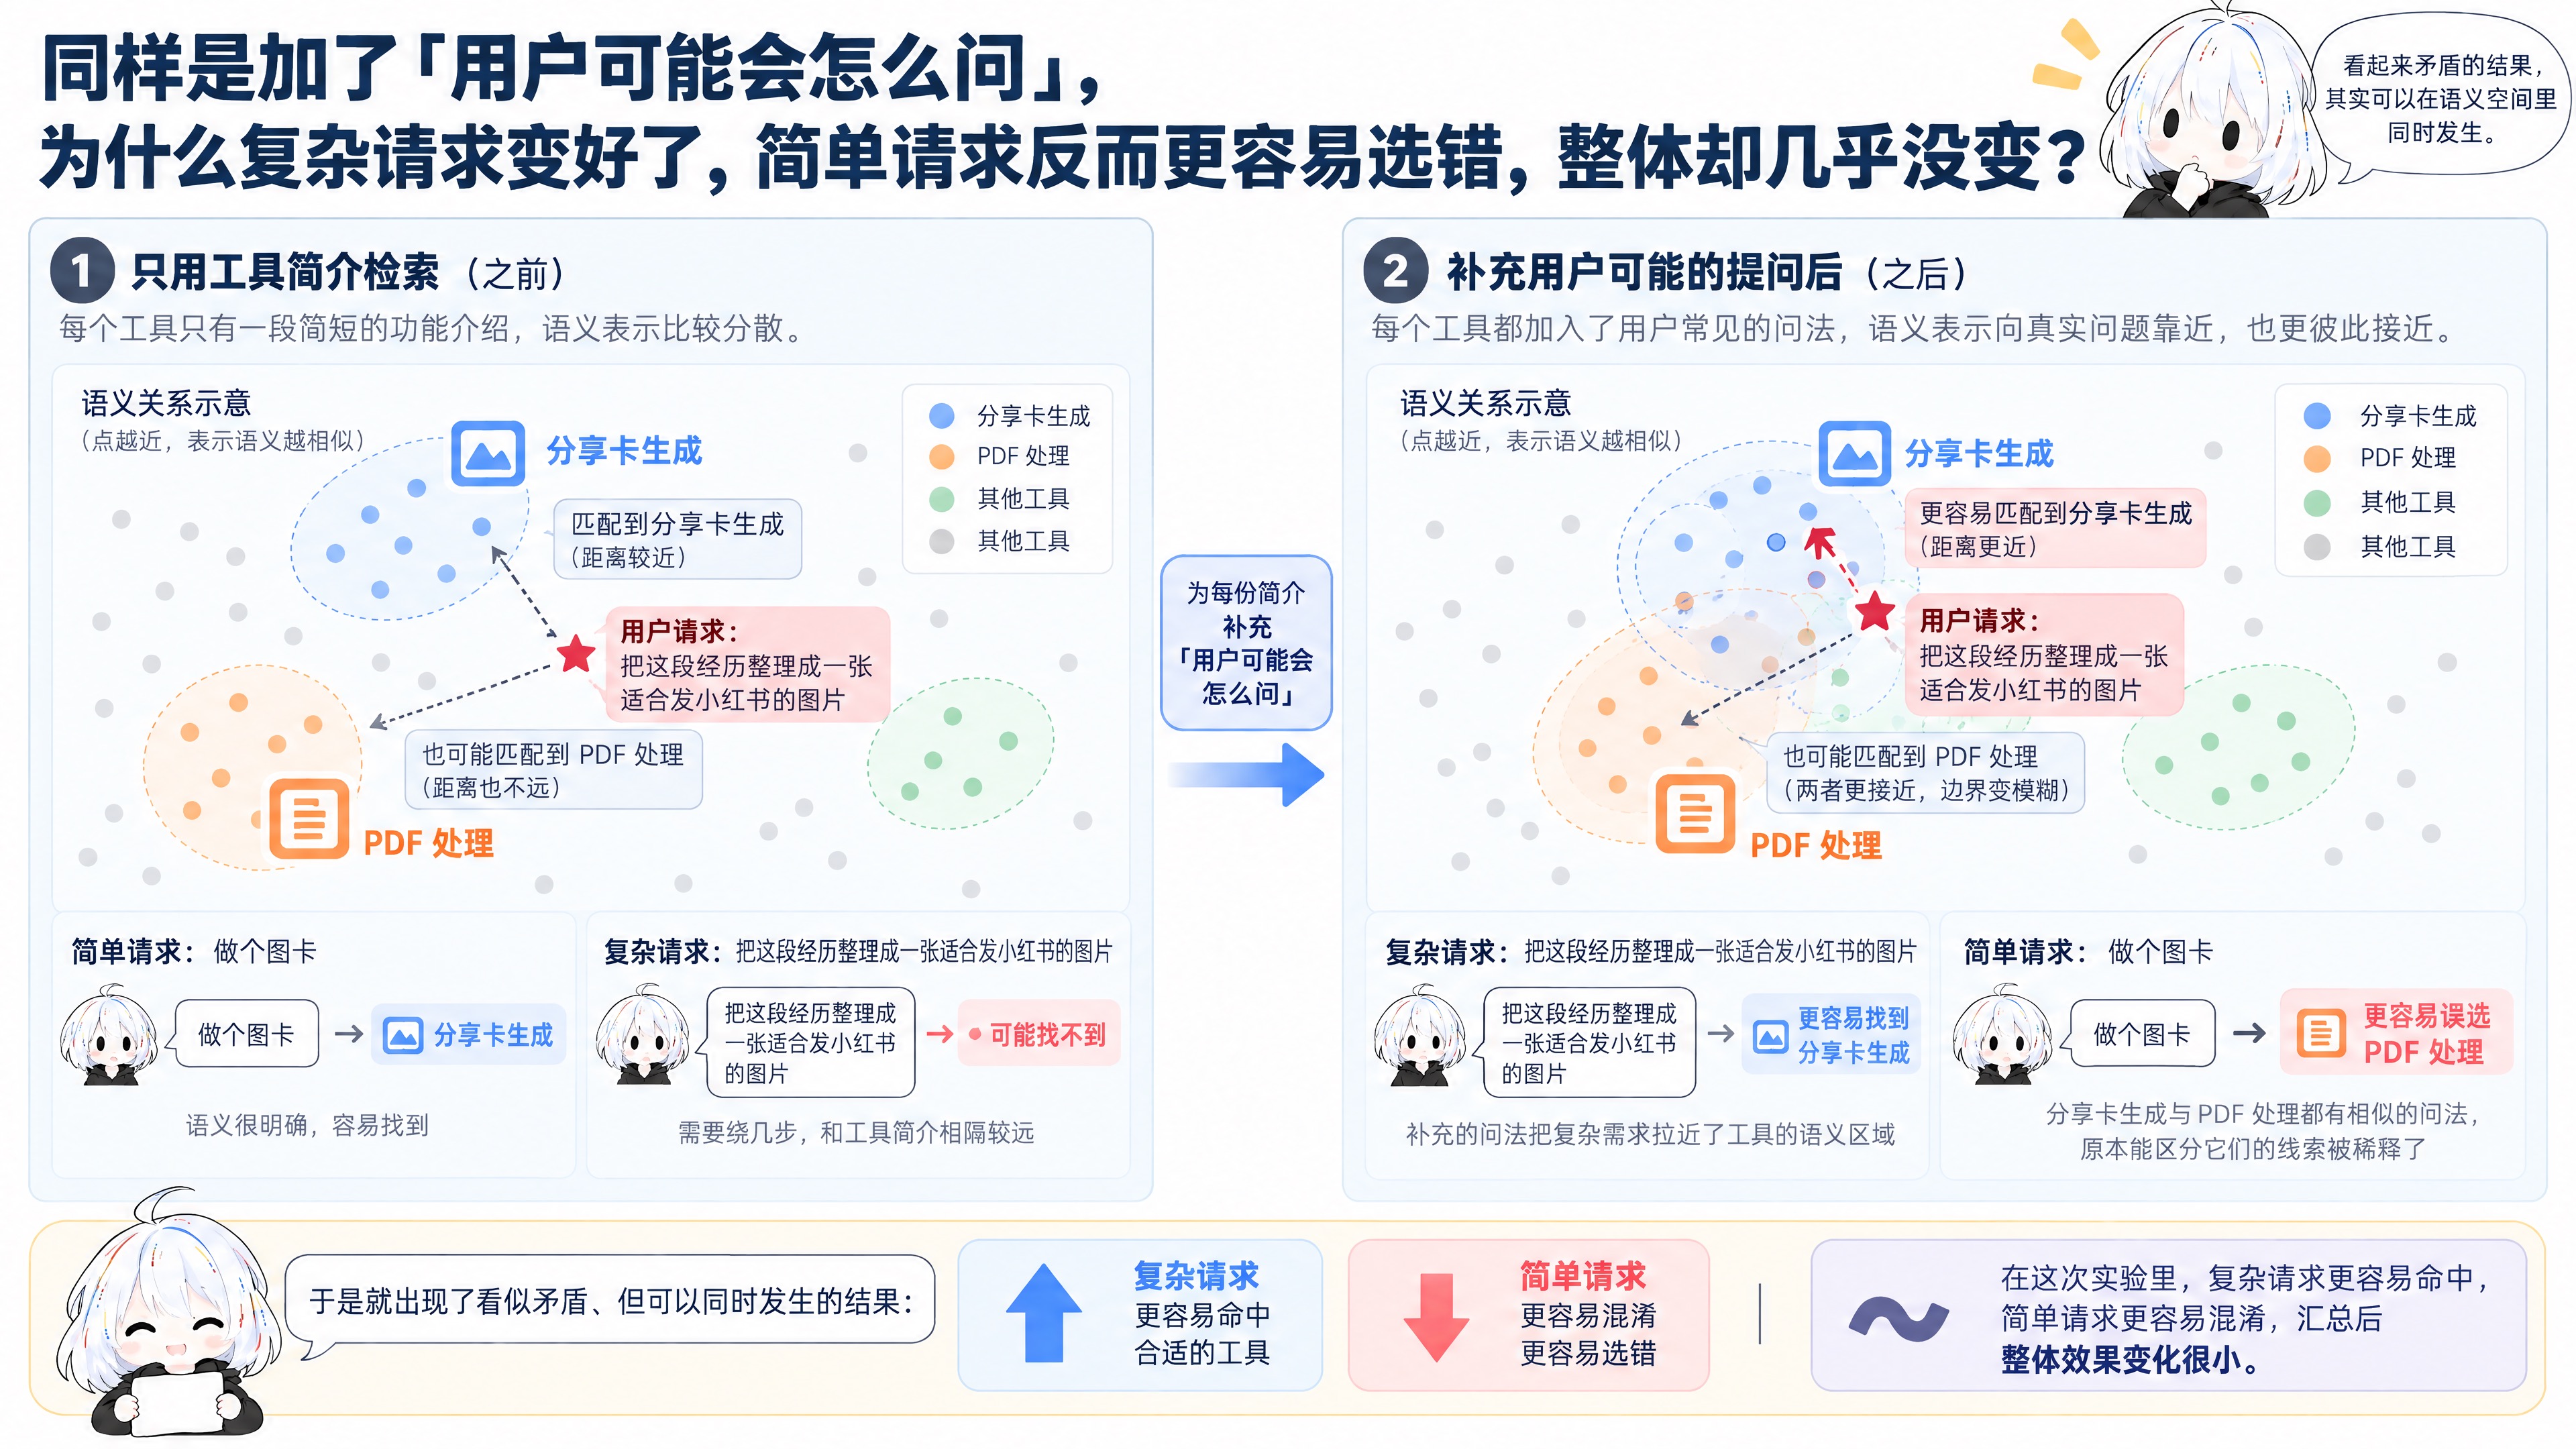 同样是加了「用户可能会怎么问」，
为什么复杂请求变好了，简单请求反而更容易选错，整体却几乎没变？
看起来矛盾的结果，
其实可以在语义空间里
同时发生。
1 只用工具简介检索（之前）
每个工具只有一段简短的功能介绍，语义表示比较分散。
语义关系示意
（点越近，表示语义越相似）
分享卡生成
分享卡生成
PDF 处理
其他工具
其他工具
匹配到分享卡生成
（距离较近）
用户请求：
把这段经历整理成一张
适合发小红书的图片
也可能匹配到 PDF 处理
（距离也不远）
PDF 处理
简单请求：做个图卡
做个图卡
分享卡生成
语义很明确，容易找到
复杂请求：把这段经历整理成一张适合发小红书的图片
把这段经历整理成
一张适合发小红书
的图片
可能找不到
需要绕几步，和工具简介相隔较远
为每份简介
补充
「用户可能会
怎么问」
2 补充用户可能的提问后（之后）
每个工具都加入了用户常见的问法，语义表示向真实问题靠近，也更彼此接近。
语义关系示意
（点越近，表示语义越相似）
分享卡生成
分享卡生成
PDF 处理
其他工具
其他工具
更容易匹配到分享卡生成
（距离更近）
用户请求：
把这段经历整理成一张
适合发小红书的图片
也可能匹配到 PDF 处理
（两者更接近，边界变模糊）
PDF 处理
复杂请求：把这段经历整理成一张适合发小红书的图片
把这段经历整理成
一张适合发小红书
的图片
更容易找到
分享卡生成
补充的问法把复杂需求拉近了工具的语义区域
简单请求：做个图卡
做个图卡
更容易误选
PDF 处理
分享卡生成与 PDF 处理都有相似的问法，
原本能区分它们的线索被稀释了
于是就出现了看似矛盾、但可以同时发生的结果：
复杂请求
更容易命中
合适的工具
简单请求
更容易混淆
更容易选错
在这次实验里，复杂请求更容易命中，
简单请求更容易混淆，汇总后
整体效果变化很小。